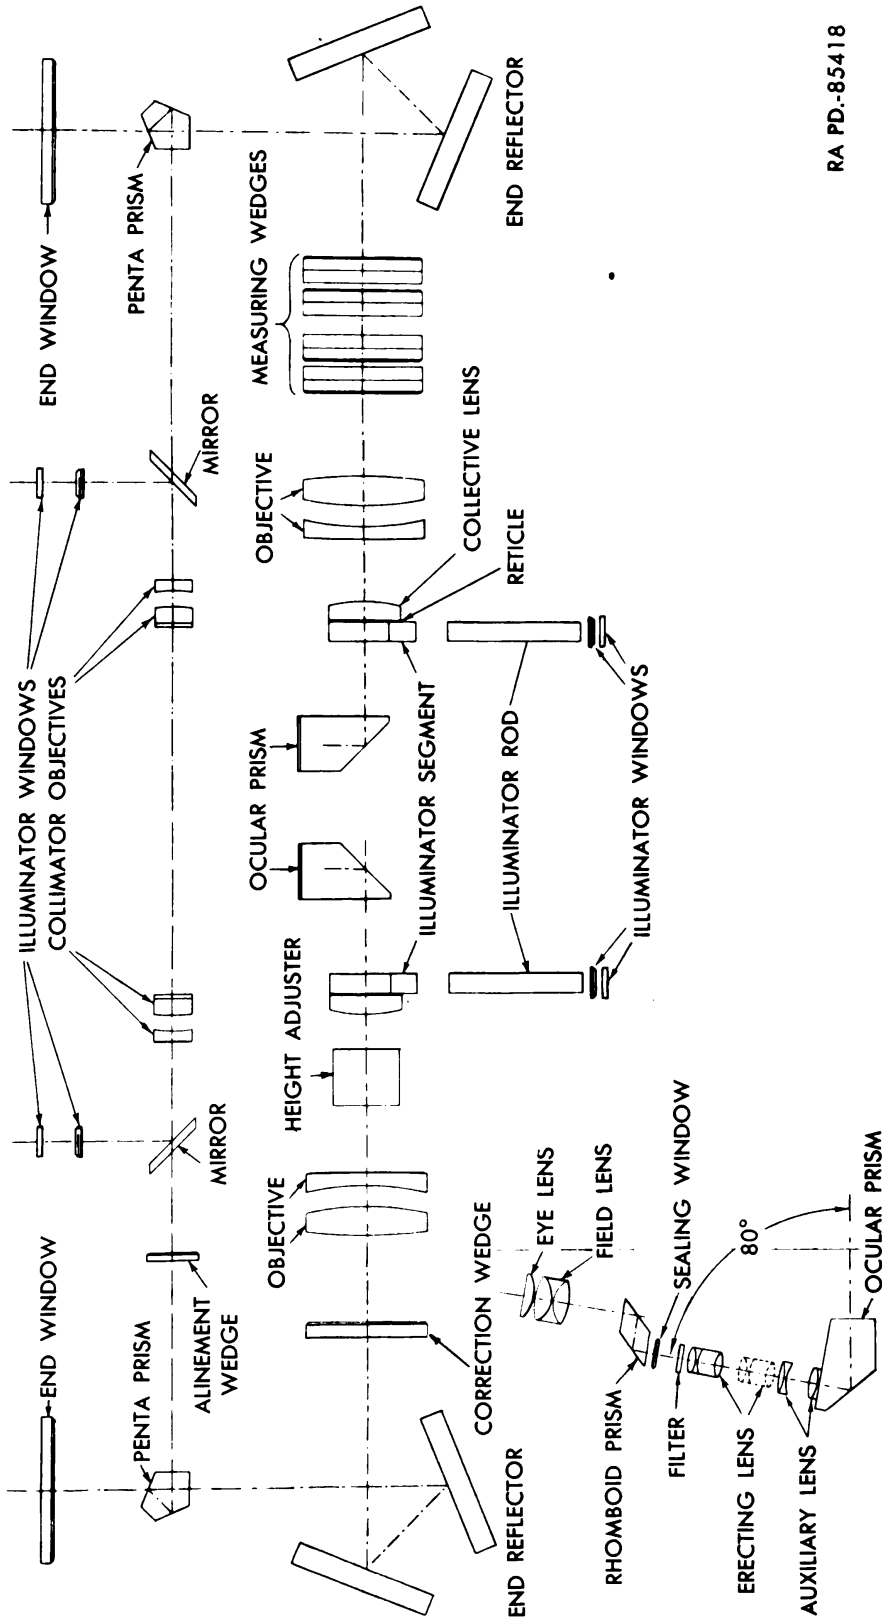 END WINDOW
END WINDOW
ILLUMINATOR WINDOWS
COLLIMATOR OBJECTIVES
PENTA PRISM
PENTA PRISM
ALINEMENT
WEDGE
MIRROR
MIRROR
OBJECTIVE
HEIGHT ADJUSTER
OCULAR PRISM
OBJECTIVE
MEASURING WEDGES
END REFLECTOR
CORRECTION WEDGE
ILLUMINATOR SEGMENT
COLLECTIVE LENS
RETICLE
END REFLECTOR
ILLUMINATOR ROD
ILLUMINATOR WINDOWS
EYE LENS
FIELD LENS
RHOMBOID PRISM
SEALING WINDOW
FILTER
80°
ERECTING LENS
AUXILIARY LENS
OCULAR PRISM
RA PD.-85418